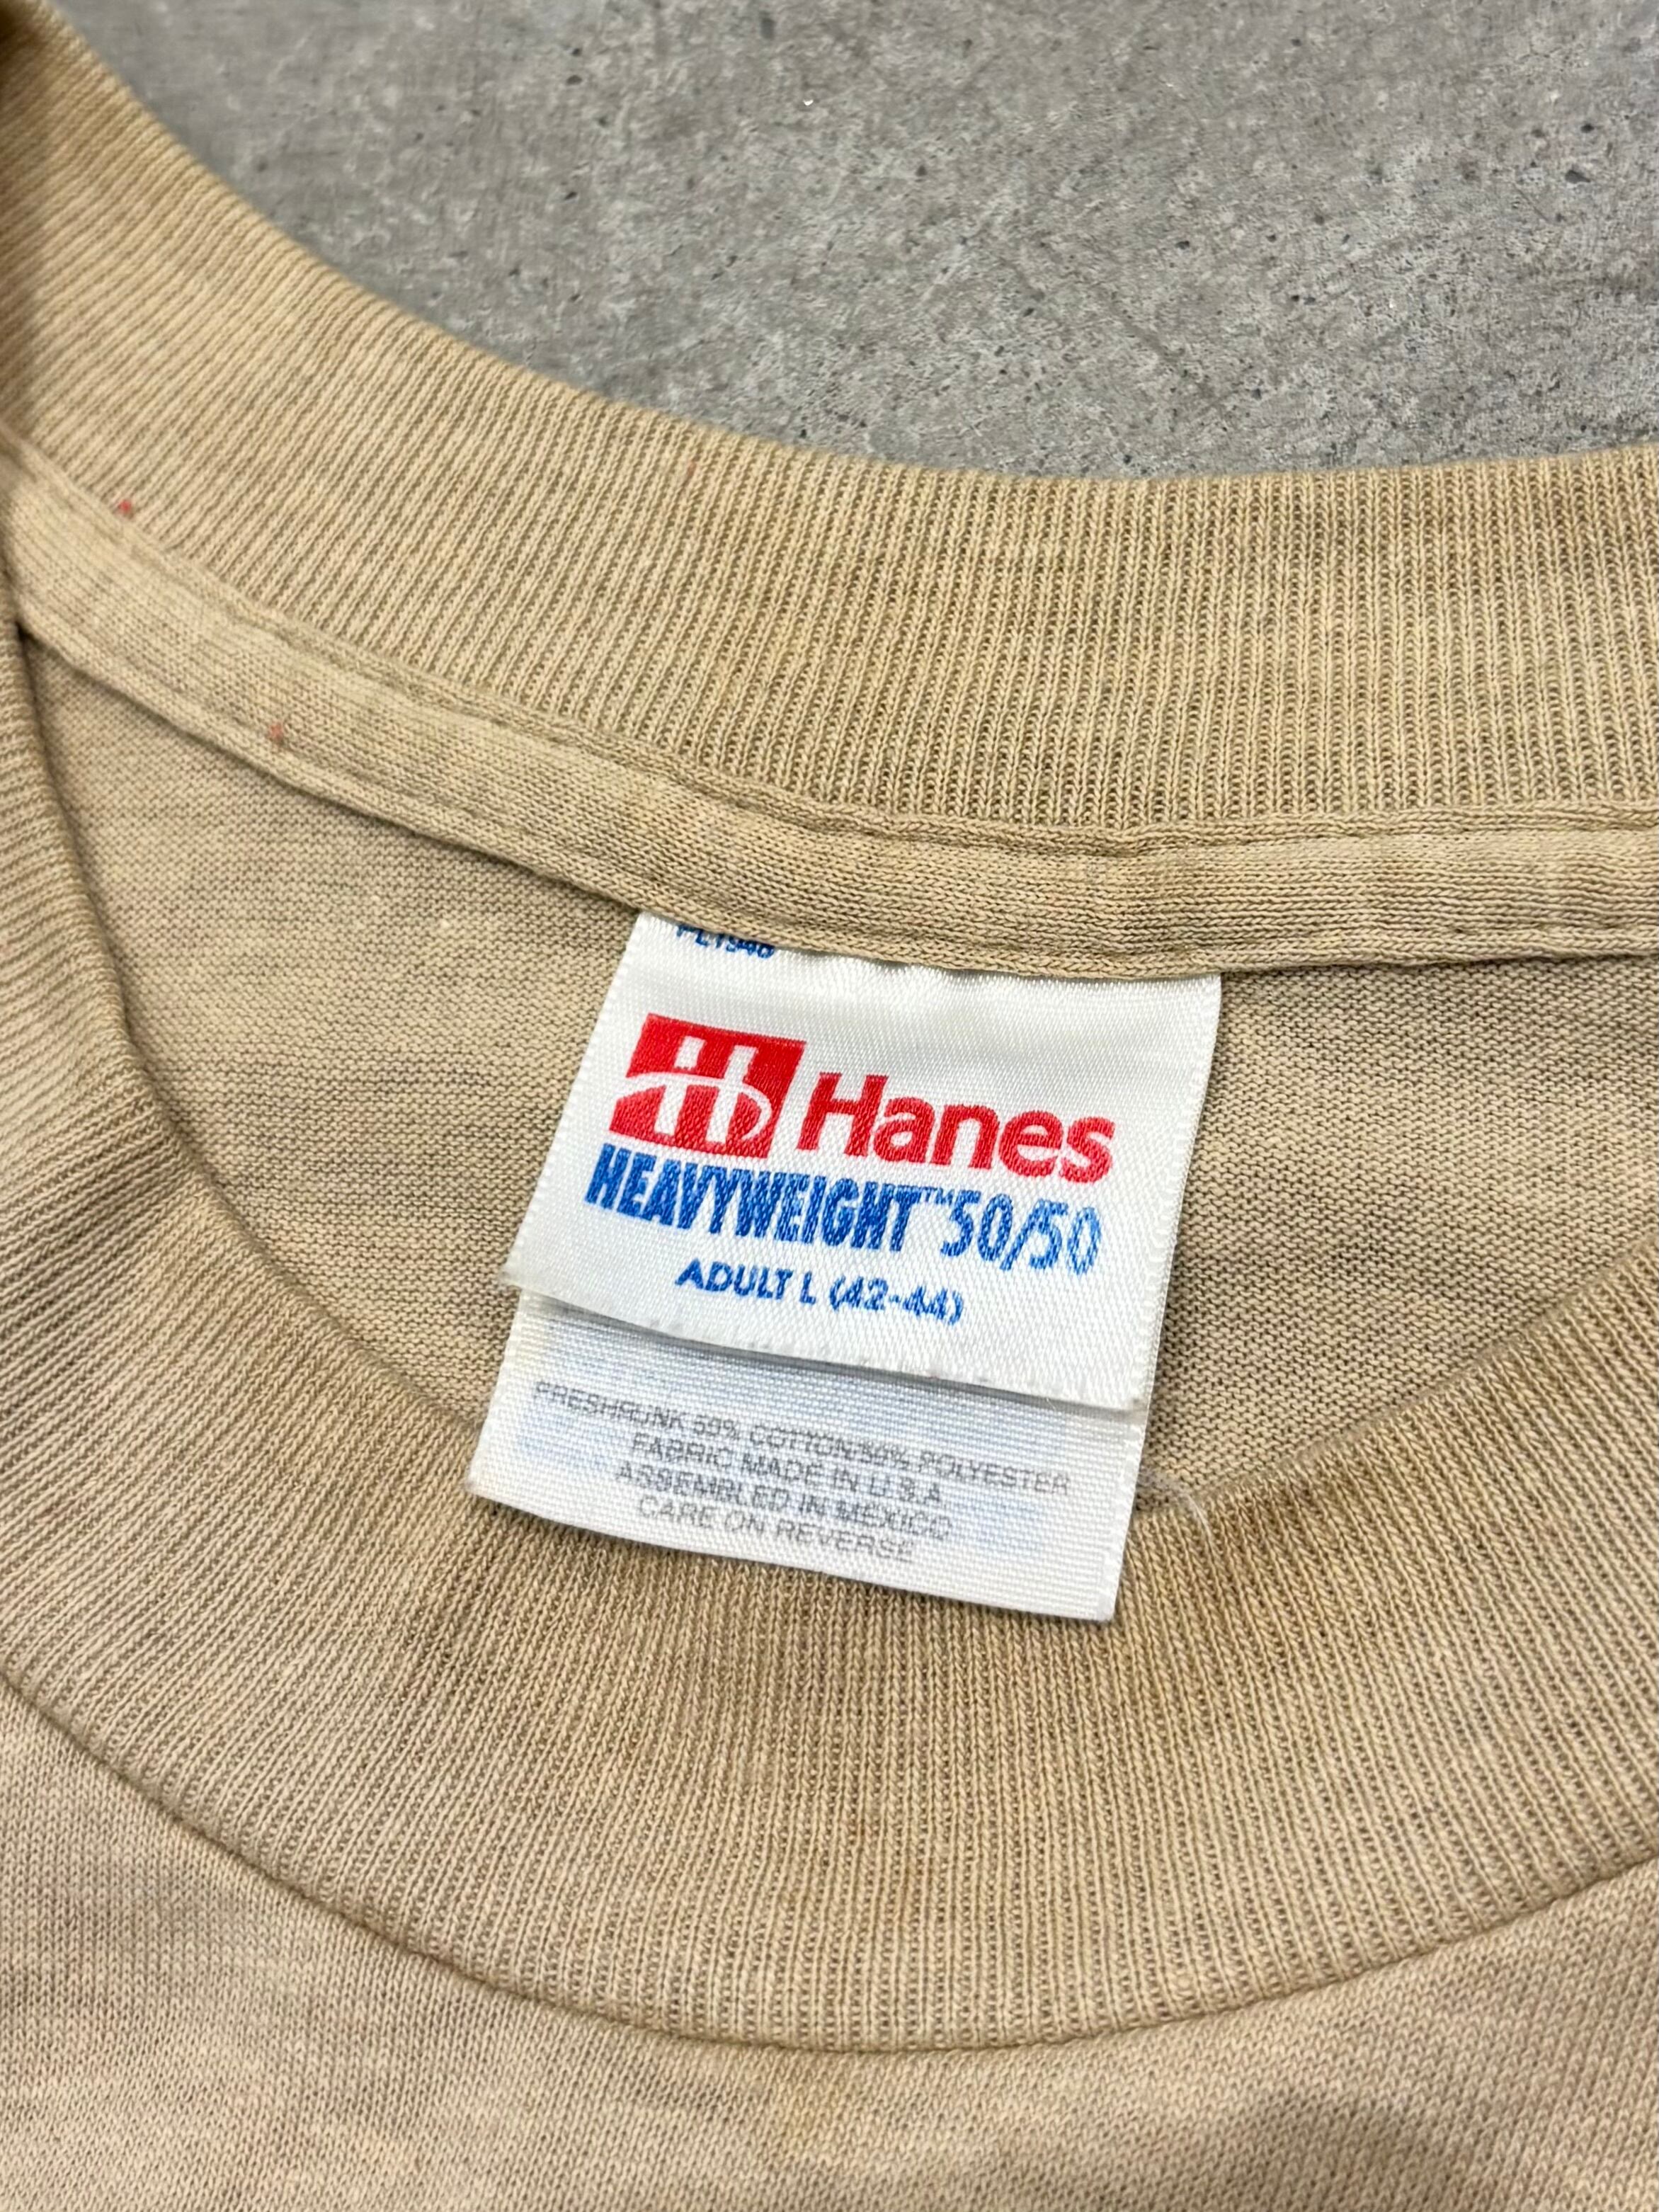 Hanes
HEAVYWEIGHT™ 50/50
ADULT L (42-44)
PRESHRUNK 50% COTTON/50% POLYESTER
FABRIC MADE IN U.S.A.
ASSEMBLED IN MEXICO
CARE ON REVERSE